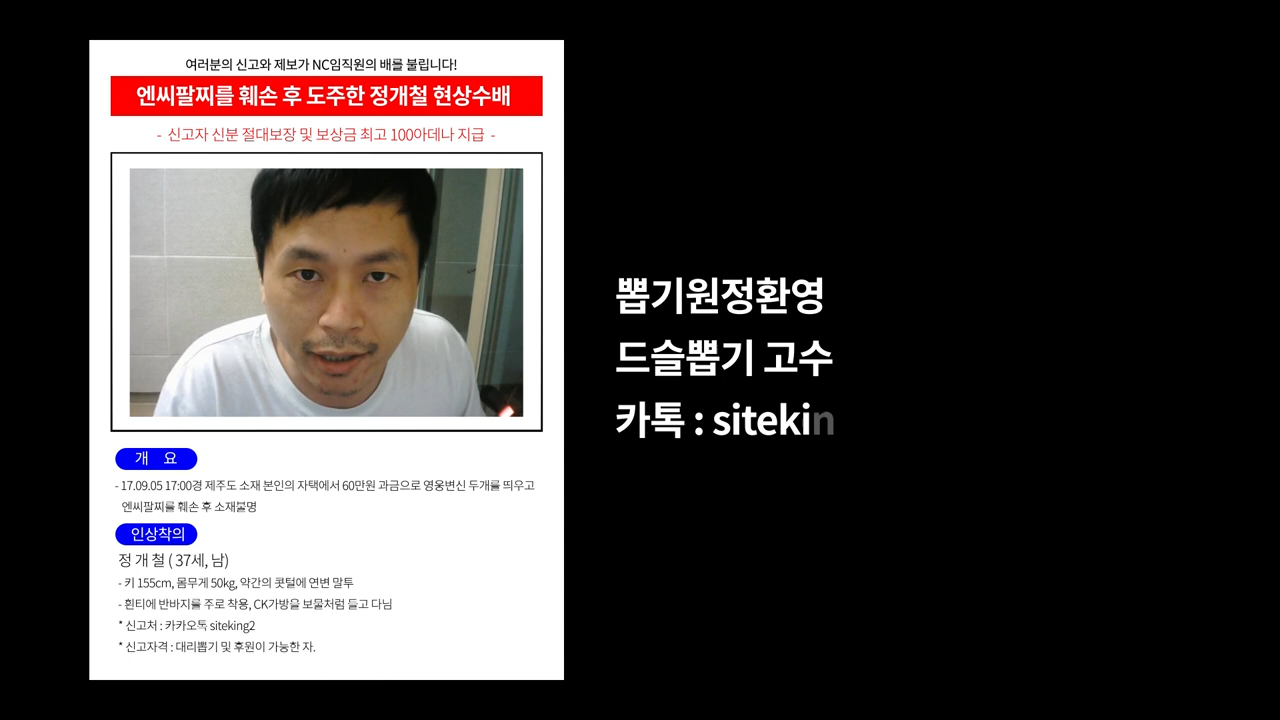 여러분의 신고와 제보가 NC임직원의 배를 불립니다!
엔씨팔찌를 훼손 후 도주한 정개철 현상수배
- 신고자 신분 절대보장 및 보상금 최고 100아데나 지급 -
개 요
- 17.09.05 17:00경 제주도 소재 본인의 자택에서 60만원 과금으로 영웅변신 두개를 띄우고
엔씨팔찌를 훼손 후 소재불명
인상착의
정 개 철 ( 37세, 남)
- 키 155cm, 몸무게 50kg, 약간의 콧털에 연변 말투
- 흰티에 반바지를 주로 착용, CK가방을 보물처럼 들고 다님
* 신고처 : 카카오톡 siteking2
* 신고자격 : 대리뽑기 및 후원이 가능한 자.
뽑기원정환영
드슬뽑기 고수
카톡 : sitekin